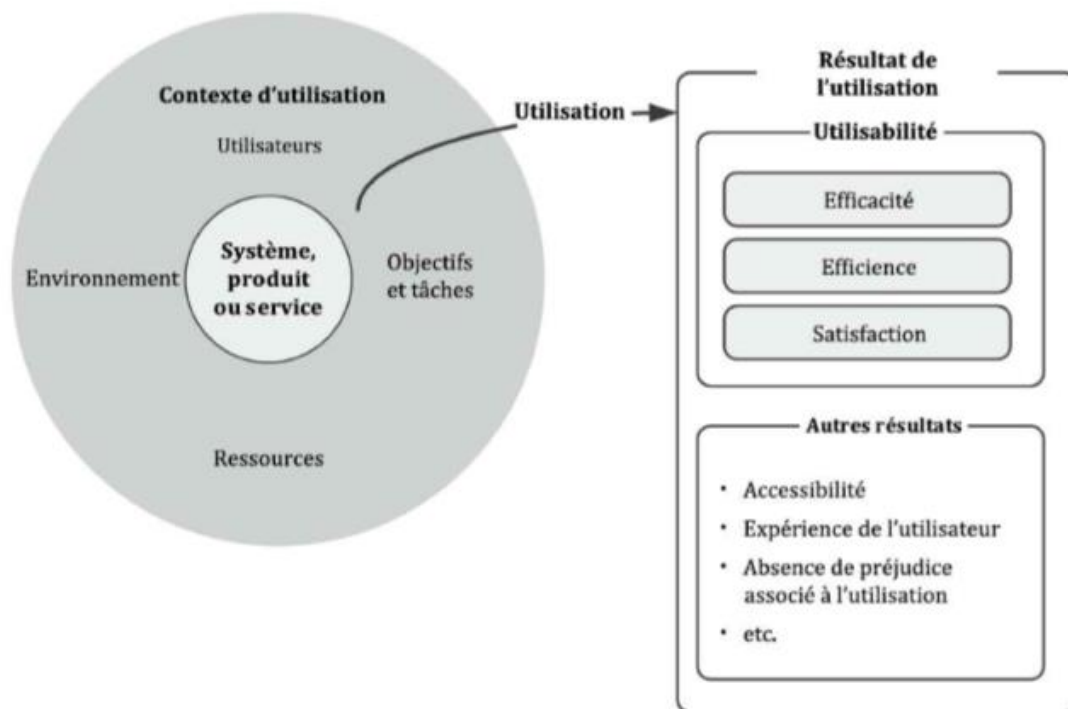 Contexte d'utilisation
Utilisateurs
Environnement
Système,
produit
ou service
Objectifs
et tâches
Ressources
Utilisation
Résultat de
l'utilisation
Utilisabilité
Efficacité
Efficience
Satisfaction
Autres résultats
• Accessibilité
• Expérience de l'utilisateur
• Absence de préjudice
associé à l'utilisation
• etc.